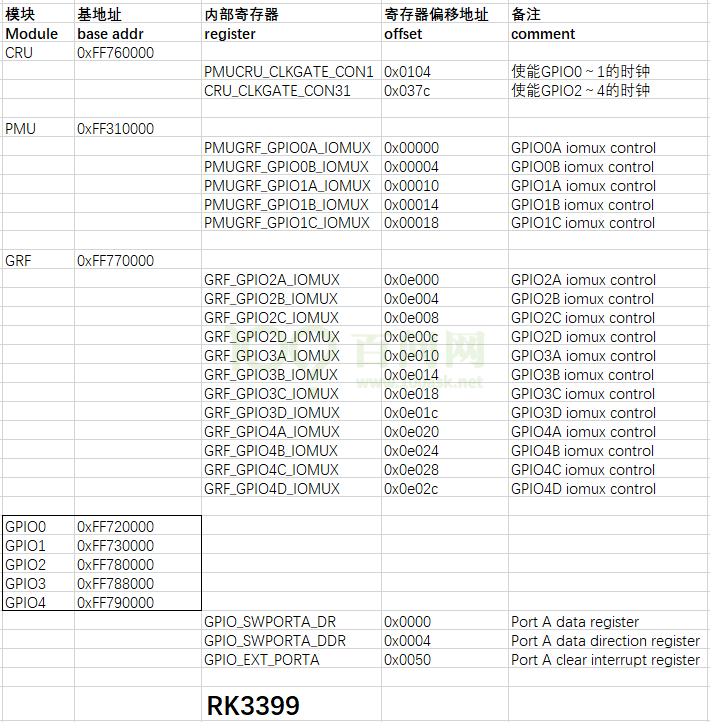 模块 基地址 内部寄存器 寄存器偏移地址 备注
Module base addr register offset comment
CRU 0xFF760000
PMUCRU_CLKGATE_CON1 0x0104 使能GPIO0~1的时钟
CRU_CLKGATE_CON31 0x037c 使能GPIO2~4的时钟
PMU 0xFF310000
PMUGRF_GPIO0A_IOMUX 0x00000 GPIO0A iomux control
PMUGRF_GPIO0B_IOMUX 0x00004 GPIO0B iomux control
PMUGRF_GPIO1A_IOMUX 0x00010 GPIO1A iomux control
PMUGRF_GPIO1B_IOMUX 0x00014 GPIO1B iomux control
PMUGRF_GPIO1C_IOMUX 0x00018 GPIO1C iomux control
GRF 0xFF770000
GRF_GPIO2A_IOMUX 0x0e000 GPIO2A iomux control
GRF_GPIO2B_IOMUX 0x0e004 GPIO2B iomux control
GRF_GPIO2C_IOMUX 0x0e008 GPIO2C iomux control
GRF_GPIO2D_IOMUX 0x0e00c GPIO2D iomux control
GRF_GPIO3A_IOMUX 0x0e010 GPIO3A iomux control
GRF_GPIO3B_IOMUX 0x0e014 GPIO3B iomux control
GRF_GPIO3C_IOMUX 0x0e018 GPIO3C iomux control
GRF_GPIO3D_IOMUX 0x0e01c GPIO3D iomux control
GRF_GPIO4A_IOMUX 0x0e020 GPIO4A iomux control
GRF_GPIO4B_IOMUX 0x0e024 GPIO4B iomux control
GRF_GPIO4C_IOMUX 0x0e028 GPIO4C iomux control
GRF_GPIO4D_IOMUX 0x0e02c GPIO4D iomux control
GPIO0 0xFF720000
GPIO1 0xFF730000
GPIO2 0xFF780000
GPIO3 0xFF788000
GPIO4 0xFF790000
GPIO_SWPORTA_DR 0x0000 Port A data register
GPIO_SWPORTA_DDR 0x0004 Port A data direction register
GPIO_EXT_PORTA 0x0050 Port A clear interrupt register
RK3399